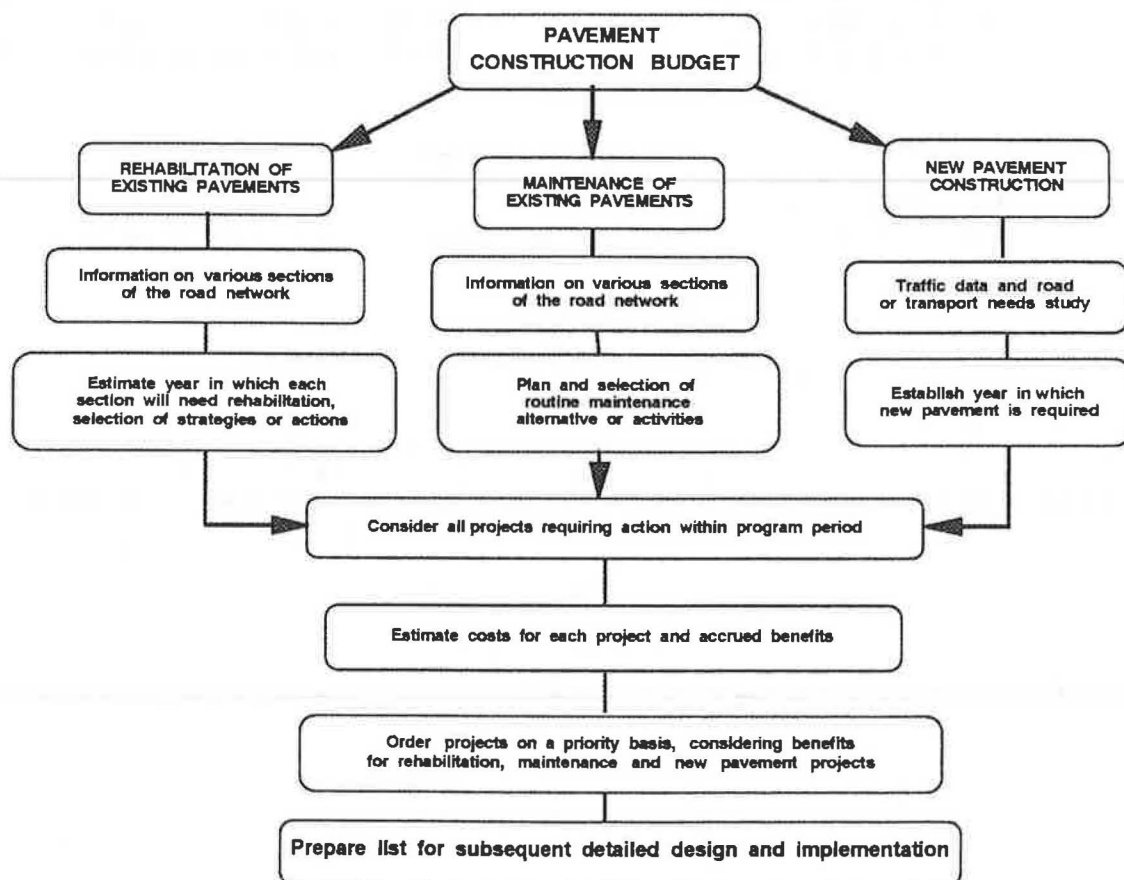 PAVEMENT
CONSTRUCTION BUDGET
REHABILITATION OF
EXISTING PAVEMENTS
MAINTENANCE OF
EXISTING PAVEMENTS
NEW PAVEMENT
CONSTRUCTION
Information on various sections
of the road network
Information on various sections
of the road network
Traffic data and road
or transport needs study
Estimate year in which each
section will need rehabilitation,
selection of strategies or actions
Plan and selection of
routine maintenance
alternative or activities
Establish year in which
new pavement is required
Consider all projects requiring action within program period
Estimate costs for each project and accrued benefits
Order projects on a priority basis, considering benefits
for rehabilitation, maintenance and new pavement projects
Prepare list for subsequent detailed design and implementation